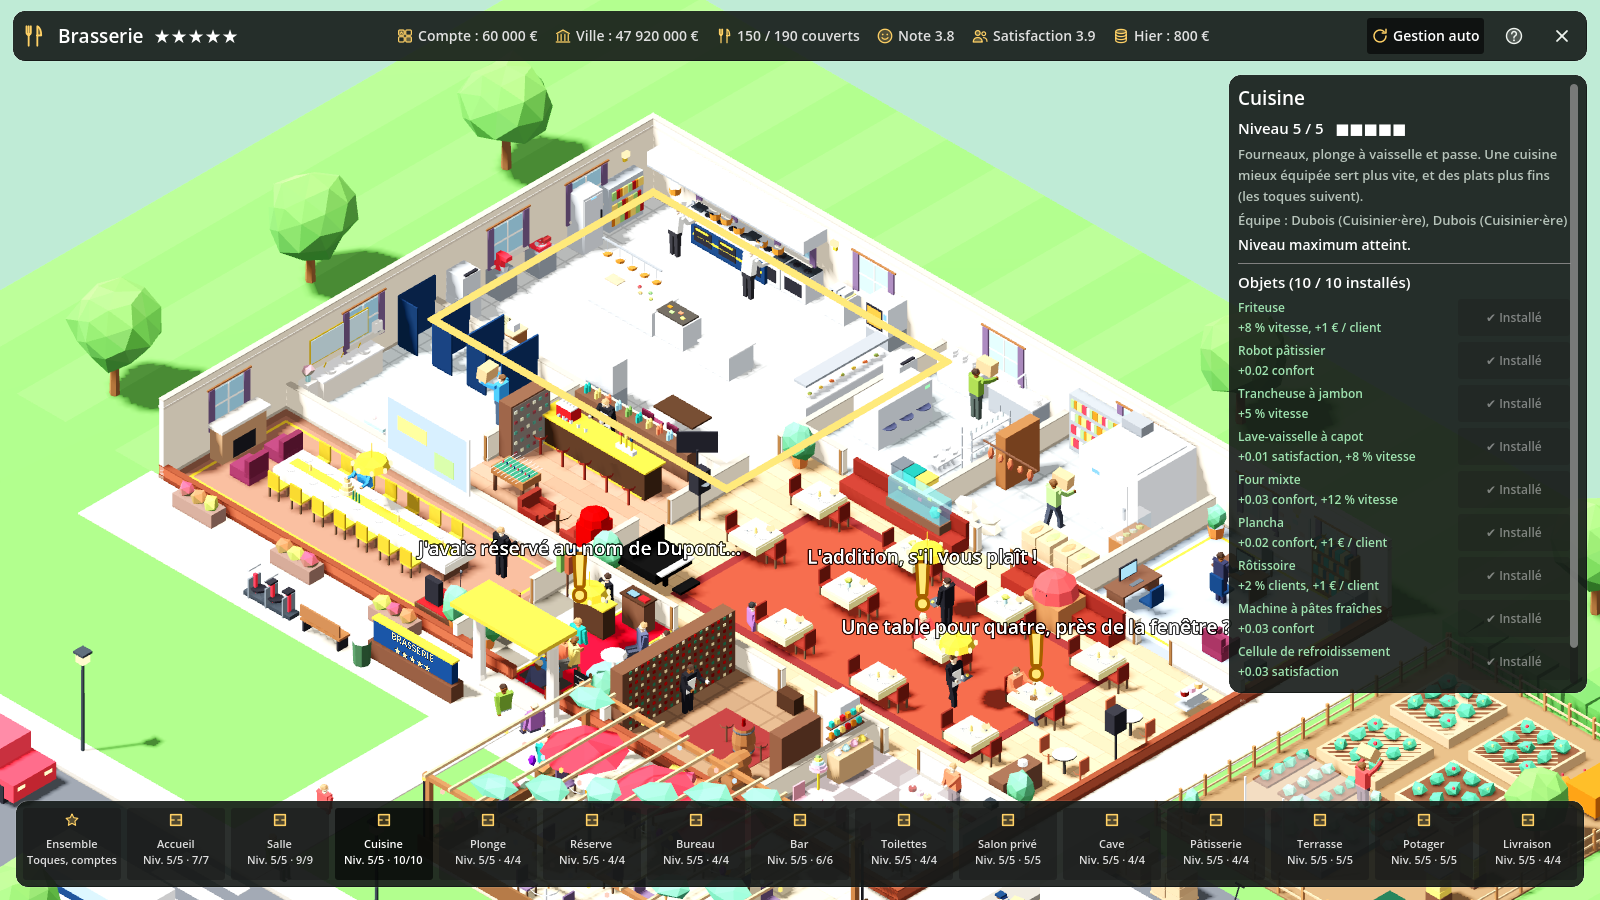 Brasserie ★★★★★
Compte : 60 000 €
Ville : 47 920 000 €
150 / 190 couverts
Note 3.8
Satisfaction 3.9
Hier : 800 €
Gestion auto
Cuisine
Niveau 5 / 5
Fourneaux, plonge à vaisselle et passe. Une cuisine
mieux équipée sert plus vite, et des plats plus fins
(les toques suivent).
Équipe : Dubois (Cuisinier·ère), Dubois (Cuisinier·ère)
Niveau maximum atteint.
Objets (10 / 10 installés)
Friteuse
+8 % vitesse, +1 € / client
✔ Installé
Robot pâtissier
+0.02 confort
✔ Installé
Trancheuse à jambon
+5 % vitesse
✔ Installé
Lave-vaisselle à capot
+0.01 satisfaction, +8 % vitesse
✔ Installé
Four mixte
+0.03 confort, +12 % vitesse
✔ Installé
Plancha
+0.02 confort, +1 € / client
✔ Installé
Rôtissoire
+2 % clients, +1 € / client
✔ Installé
Machine à pâtes fraîches
+0.03 confort
✔ Installé
Cellule de refroidissement
+0.03 satisfaction
✔ Installé
J'avais réservé au nom de Dupont...
L'addition, s'il vous plaît !
Une table pour quatre, près de la fenêtre ?
BRASSERIE
★★★★★
Ensemble
Toques, comptes
Accueil
Niv. 5/5 · 7/7
Salle
Niv. 5/5 · 9/9
Cuisine
Niv. 5/5 · 10/10
Plonge
Niv. 5/5 · 4/4
Réserve
Niv. 5/5 · 4/4
Bureau
Niv. 5/5 · 4/4
Bar
Niv. 5/5 · 6/6
Toilettes
Niv. 5/5 · 4/4
Salon privé
Niv. 5/5 · 5/5
Cave
Niv. 5/5 · 4/4
Pâtisserie
Niv. 5/5 · 4/4
Terrasse
Niv. 5/5 · 5/5
Potager
Niv. 5/5 · 5/5
Livraison
Niv. 5/5 · 4/4